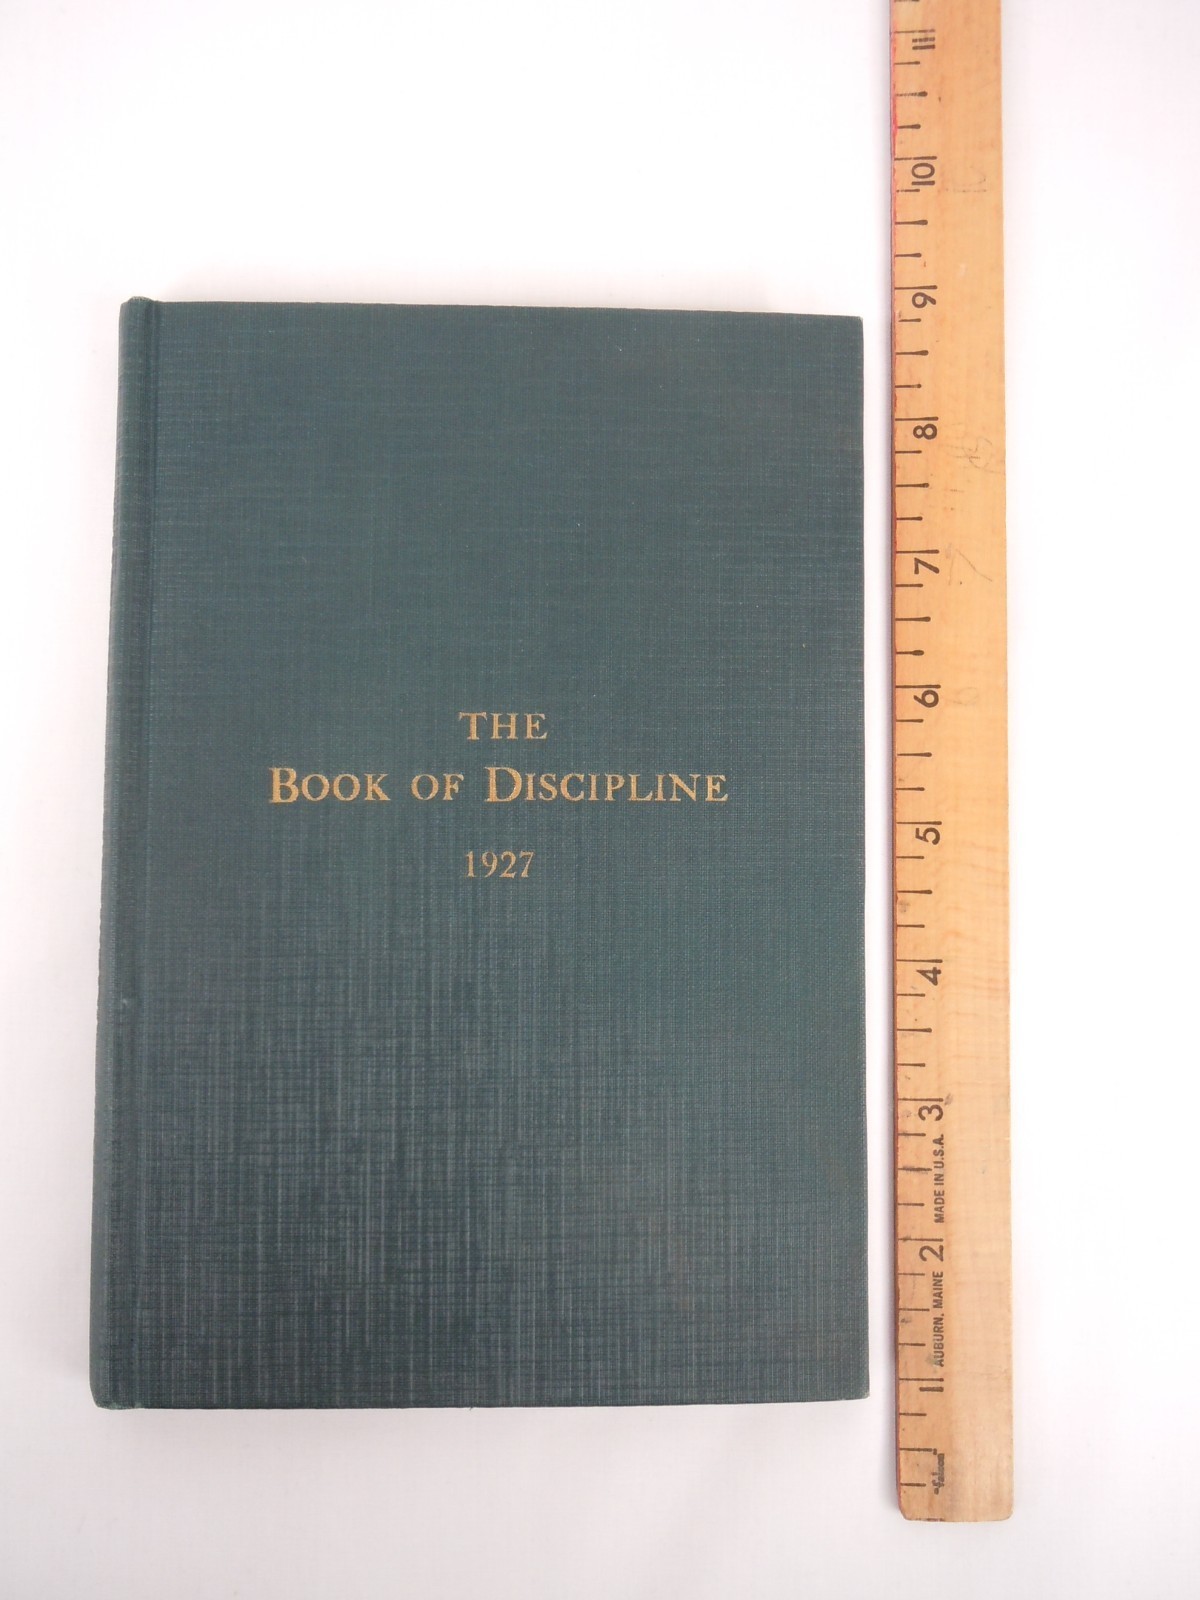 THE
BOOK OF DISCIPLINE
1927
11
10
9
8
7
6
5
4
3
2
1
AUBURN, MAINE
MADE IN U.S.A.
"Falcon"